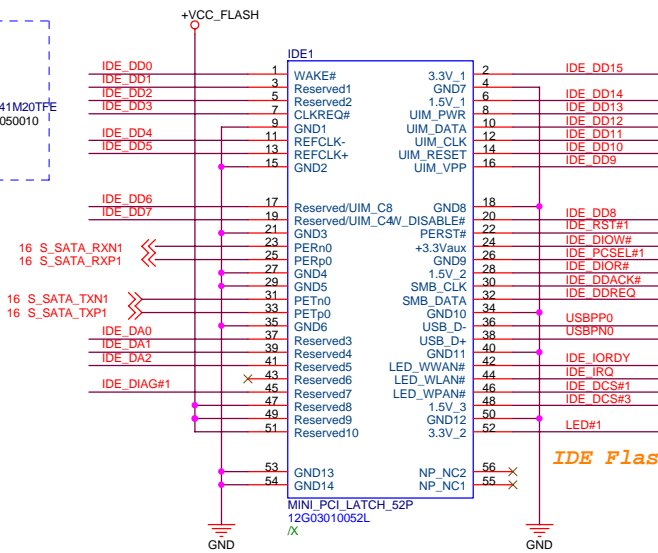 +VCC_FLASH
41M20TFE
050010
IDE1
IDE_DD0 1 WAKE# 3.3V_1 2 IDE_DD15
IDE_DD1 3 Reserved1 GND7 4
IDE_DD2 5 Reserved2 1.5V_1 6 IDE_DD14
IDE_DD3 7 CLKREQ# UIM_PWR 8 IDE_DD13
9 GND1 UIM_DATA 10 IDE_DD12
IDE_DD4 11 REFCLK- UIM_CLK 12 IDE_DD11
IDE_DD5 13 REFCLK+ UIM_RESET 14 IDE_DD10
15 GND2 UIM_VPP 16 IDE_DD9
IDE_DD6 17 Reserved/UIM_C8 GND8 18
IDE_DD7 19 Reserved/UIM_C4 W_DISABLE# 20 IDE_DD8
21 GND3 PERST# 22 IDE_RST#1
16 S_SATA_RXN1 23 PERn0 +3.3Vaux 24 IDE_DIOW#
16 S_SATA_RXP1 25 PERp0 GND9 26 IDE_PCSEL#1
27 GND4 1.5V_2 28 IDE_DIOR#
29 GND5 SMB_CLK 30 IDE_DDACK#
16 S_SATA_TXN1 31 PETn0 SMB_DATA 32 IDE_DDREQ
16 S_SATA_TXP1 33 PETp0 GND10 34
35 GND6 USB_D- 36 USBPP0
IDE_DA0 37 Reserved3 USB_D+ 38 USBPN0
IDE_DA1 39 Reserved4 GND11 40
IDE_DA2 41 Reserved5 LED_WWAN# 42 IDE_IORDY
43 Reserved6 LED_WLAN# 44 IDE_IRQ
IDE_DIAG#1 45 Reserved7 LED_WPAN# 46 IDE_DCS#1
47 Reserved8 1.5V_3 48 IDE_DCS#3
49 Reserved9 GND12 50
51 Reserved10 3.3V_2 52 LED#1
IDE Flas
53 GND13 NP_NC2 56
54 GND14 NP_NC1 55
MINI_PCI_LATCH_52P
12G03010052L
/X
GND GND